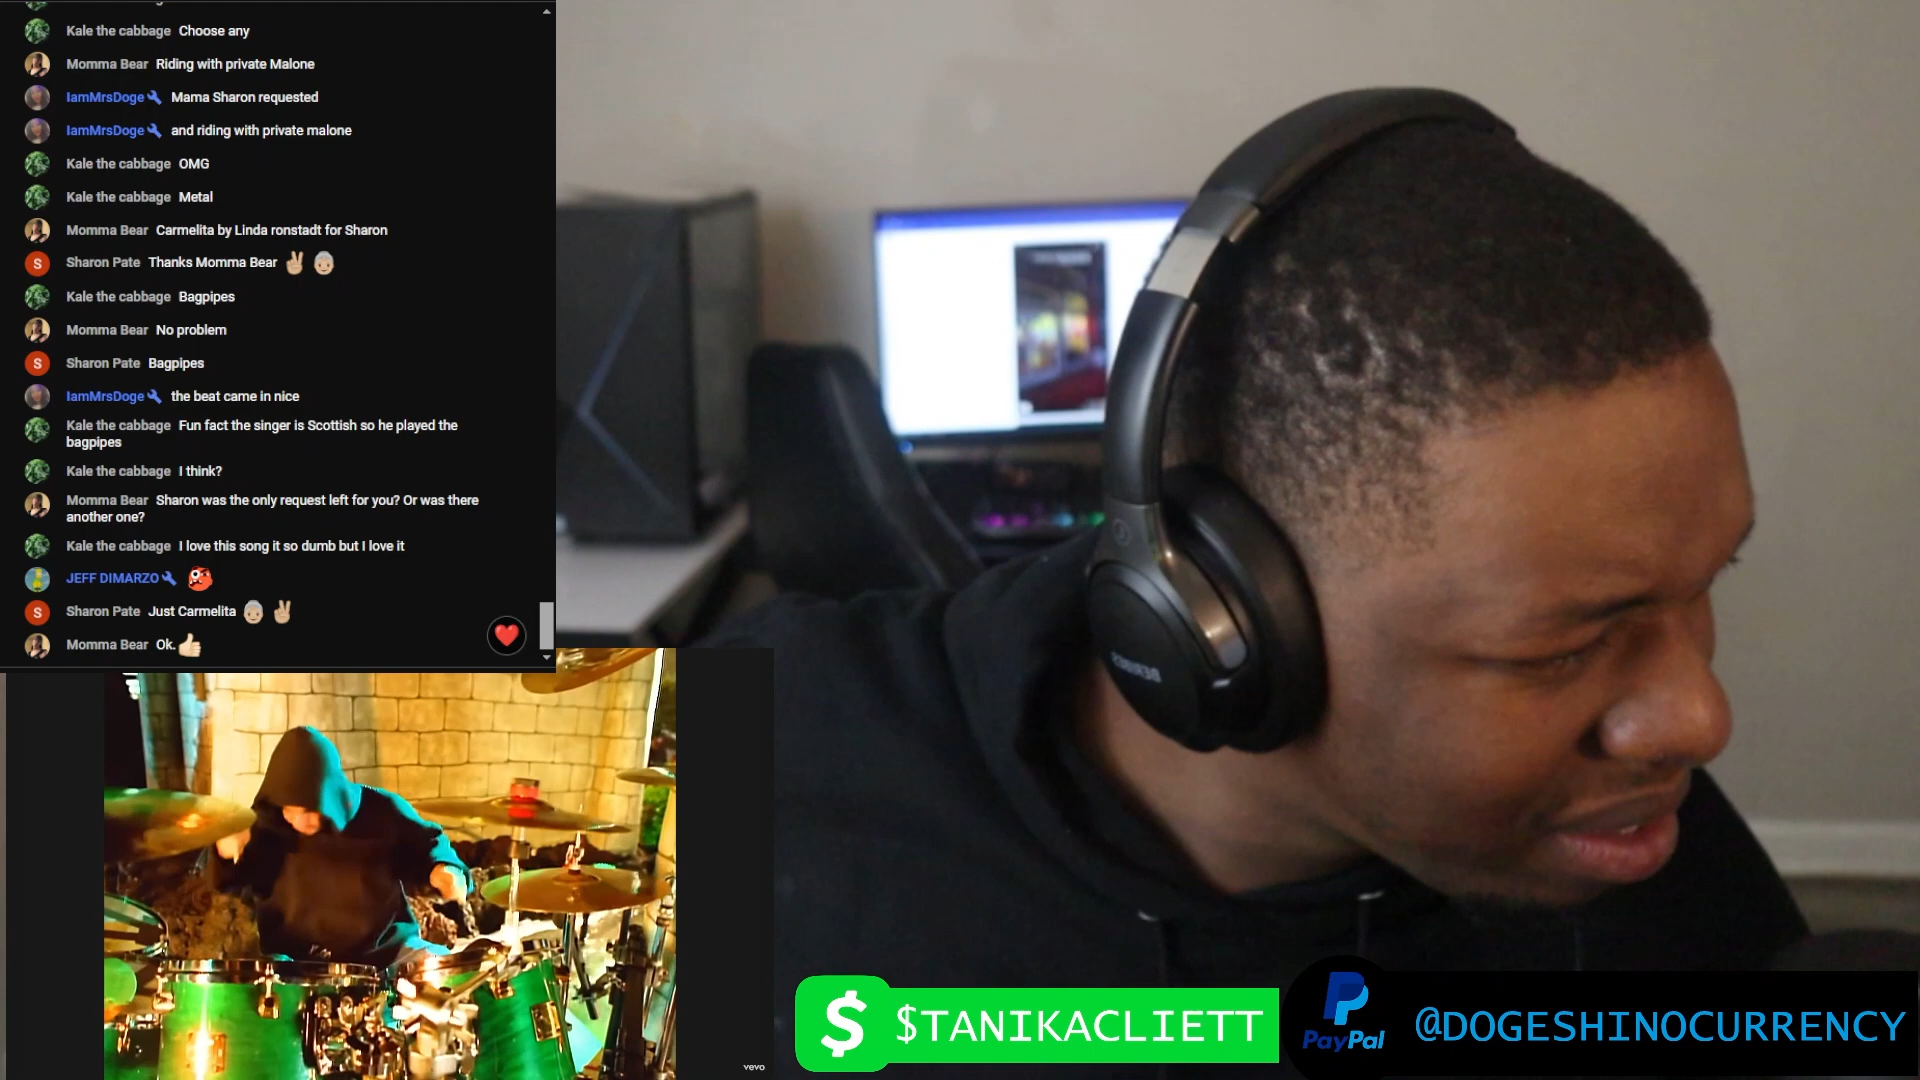 Kale the cabbage Choose any
Momma Bear Riding with private Malone
IamMrsDoge Mama Sharon requested
IamMrsDoge and riding with private malone
Kale the cabbage OMG
Kale the cabbage Metal
Momma Bear Carmelita by Linda ronstadt for Sharon
S Sharon Pate Thanks Momma Bear ✌🏼 👵🏼
Kale the cabbage Bagpipes
Momma Bear No problem
S Sharon Pate Bagpipes
IamMrsDoge the beat came in nice
Kale the cabbage Fun fact the singer is Scottish so he played the
bagpipes
Kale the cabbage I think?
Momma Bear Sharon was the only request left for you? Or was there
another one?
Kale the cabbage I love this song it so dumb but I love it
JEFF DIMARZO
S Sharon Pate Just Carmelita 👵🏼 ✌🏼
Momma Bear Ok. 👍🏻
vevo
$ $TANIKACLIETT
PayPal @DOGESHINOCURRENCY